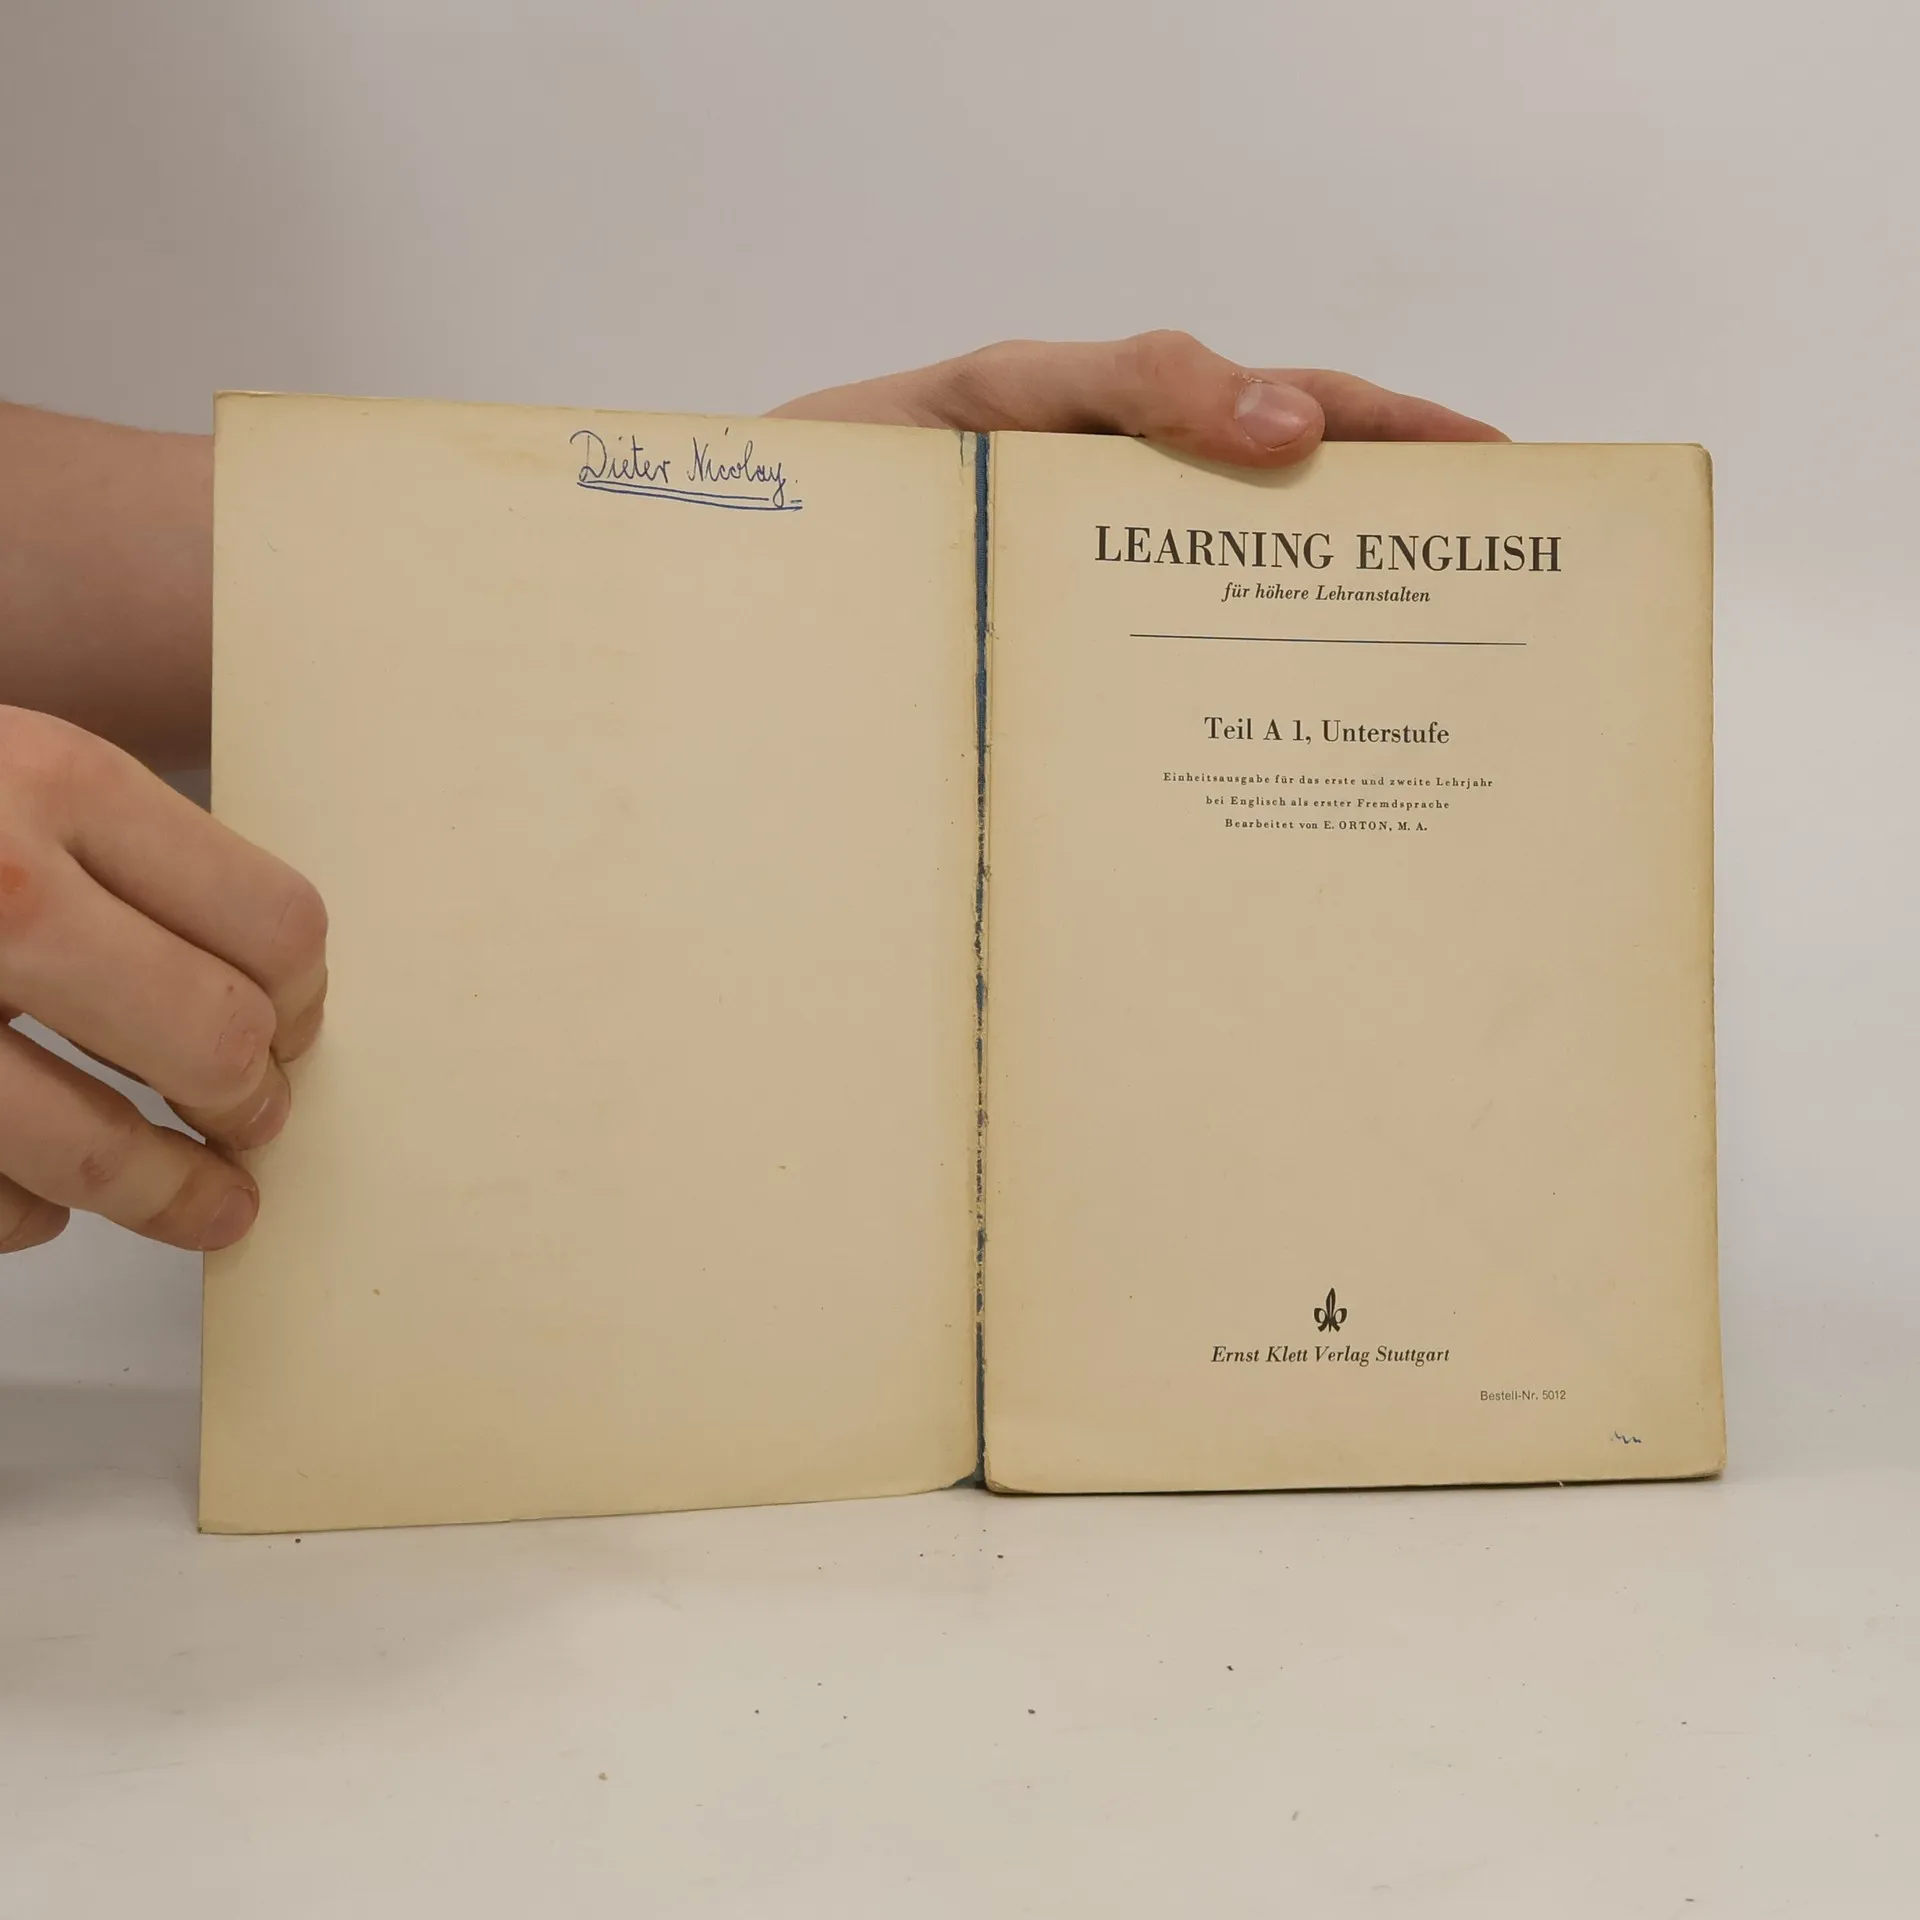 Dieter Nicolay.
LEARNING ENGLISH
für höhere Lehranstalten
Teil A 1, Unterstufe
Einheitsausgabe für das erste und zweite Lehrjahr
bei Englisch als erster Fremdsprache
Bearbeitet von E. ORTON, M. A.
Ernst Klett Verlag Stuttgart
Bestell-Nr. 5012